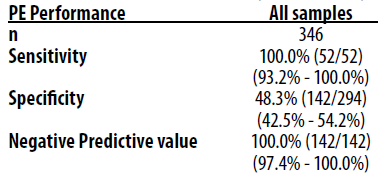 PE Performance All samples
n 346
Sensitivity 100.0% (52/52)
(93.2% - 100.0%)
Specificity 48.3% (142/294)
(42.5% - 54.2%)
Negative Predictive value 100.0% (142/142)
(97.4% - 100.0%)